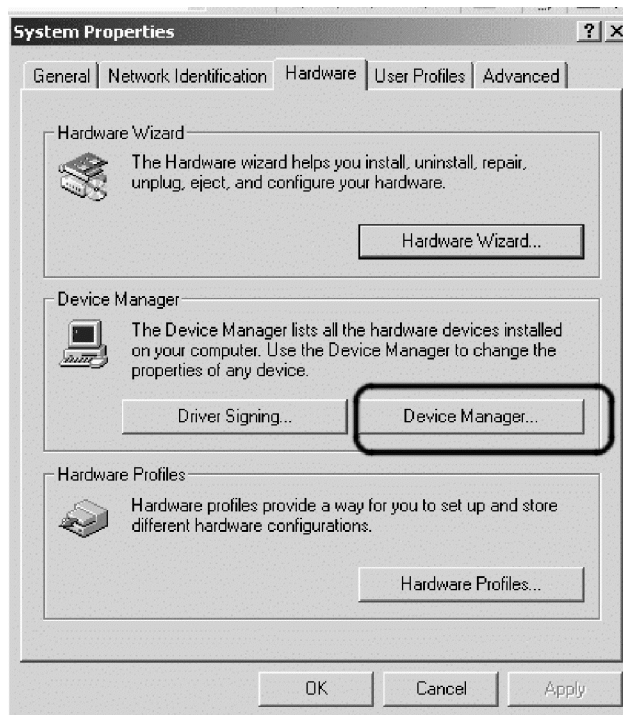 System Properties
General
Network Identification
Hardware
User Profiles
Advanced
Hardware Wizard
The Hardware wizard helps you install, uninstall, repair,
unplug, eject, and configure your hardware.
Hardware Wizard...
Device Manager
The Device Manager lists all the hardware devices installed
on your computer. Use the Device Manager to change the
properties of any device.
Driver Signing...
Device Manager...
Hardware Profiles
Hardware profiles provide a way for you to set up and store
different hardware configurations.
Hardware Profiles...
OK
Cancel
Apply